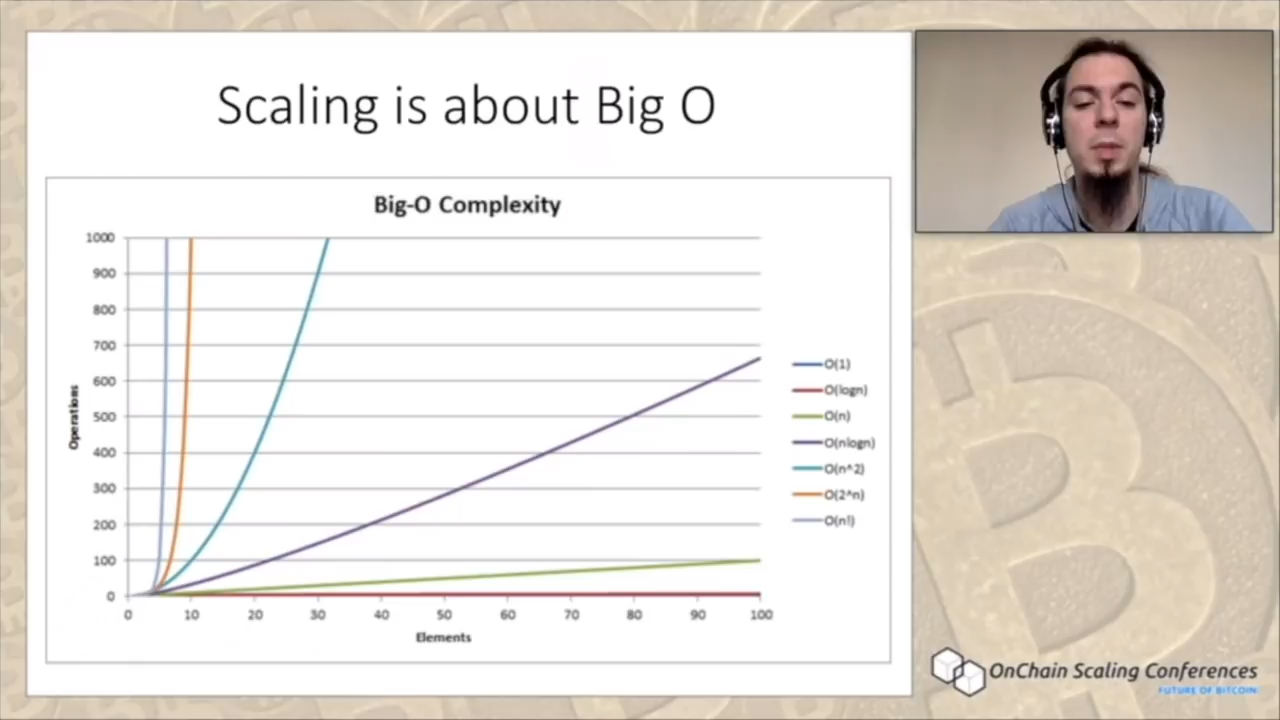 Scaling is about Big O
Big-O Complexity
1000
900
800
700
600
500
400
300
200
100
0
Operations
0 10 20 30 40 50 60 70 80 90 100
Elements
O(1)
O(logn)
O(n)
O(nlogn)
O(n^2)
O(2^n)
O(n!)
OnChain Scaling Conferences
FUTURE OF BITCOIN